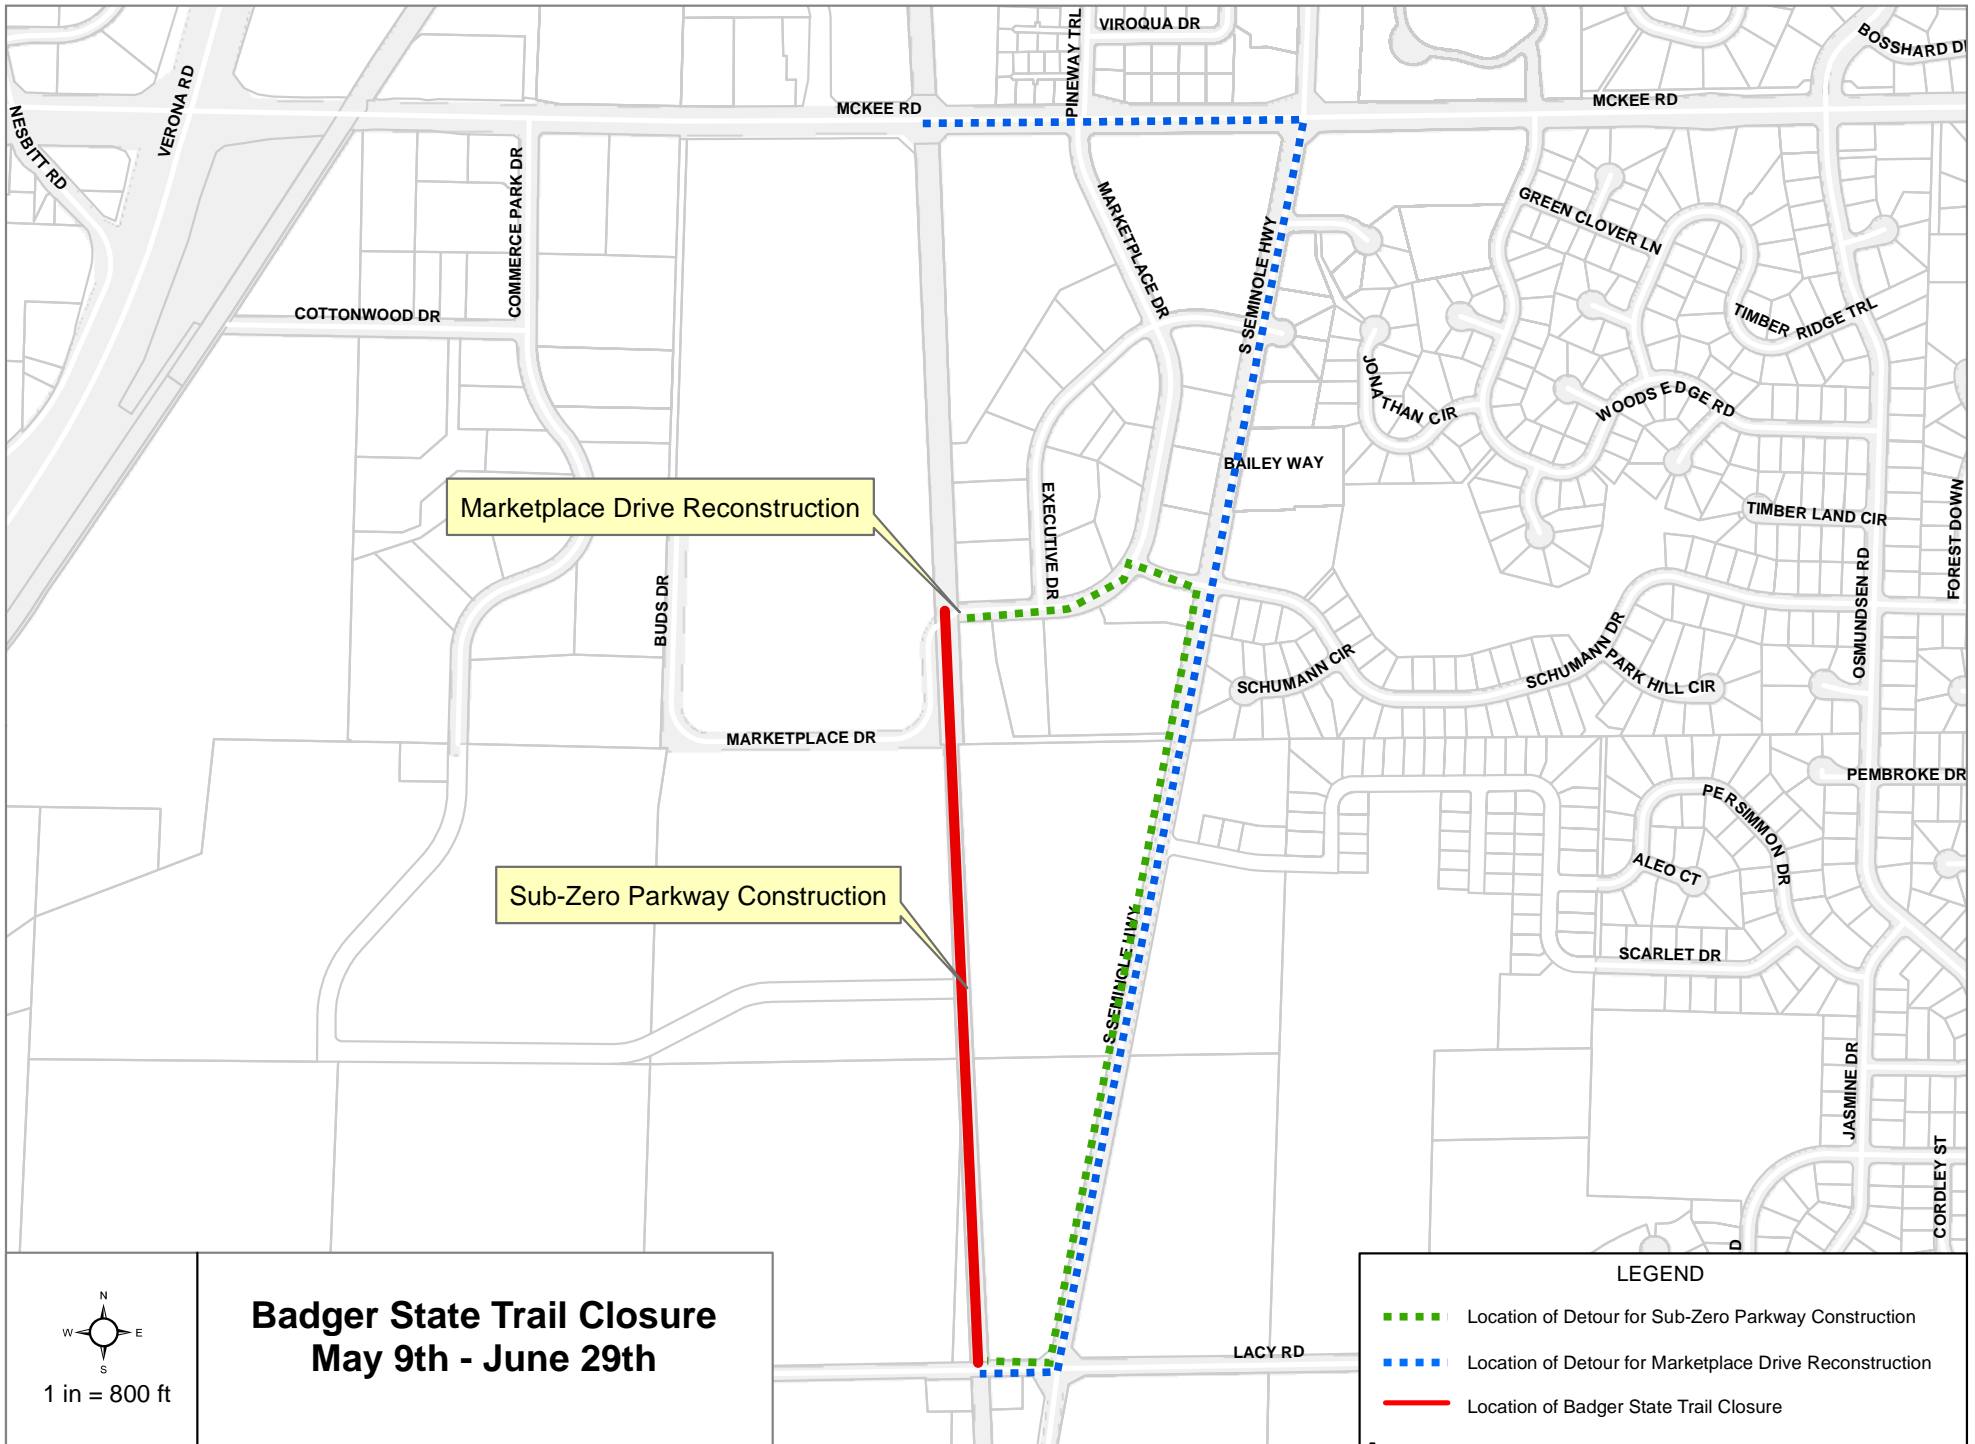 VIROQUA DR
PINEWAY TRL
BOSSHARD D
VERONA RD
MCKEE RD
MCKEE RD
NESBITT RD
COMMERCE PARK DR
MARKETPLACE DR
GREEN CLOVER LN
S SEMINOLE HWY
COTTONWOOD DR
TIMBER RIDGE TRL
JONATHAN CIR
WOODS EDGE RD
BAILEY WAY
Marketplace Drive Reconstruction
EXECUTIVE DR
TIMBER LAND CIR
FOREST DOWN
BUDS DR
OSMUNDSEN RD
SCHUMANN CIR
SCHUMANN DR
PARK HILL CIR
MARKETPLACE DR
PEMBROKE DR
PERSIMMON DR
ALEO CT
Sub-Zero Parkway Construction
S SEMINOLE HWY
SCARLET DR
JASMINE DR
CORDLEY ST
D
LACY RD
N
W E
S
1 in = 800 ft
Badger State Trail Closure
May 9th - June 29th
LEGEND
Location of Detour for Sub-Zero Parkway Construction
Location of Detour for Marketplace Drive Reconstruction
Location of Badger State Trail Closure